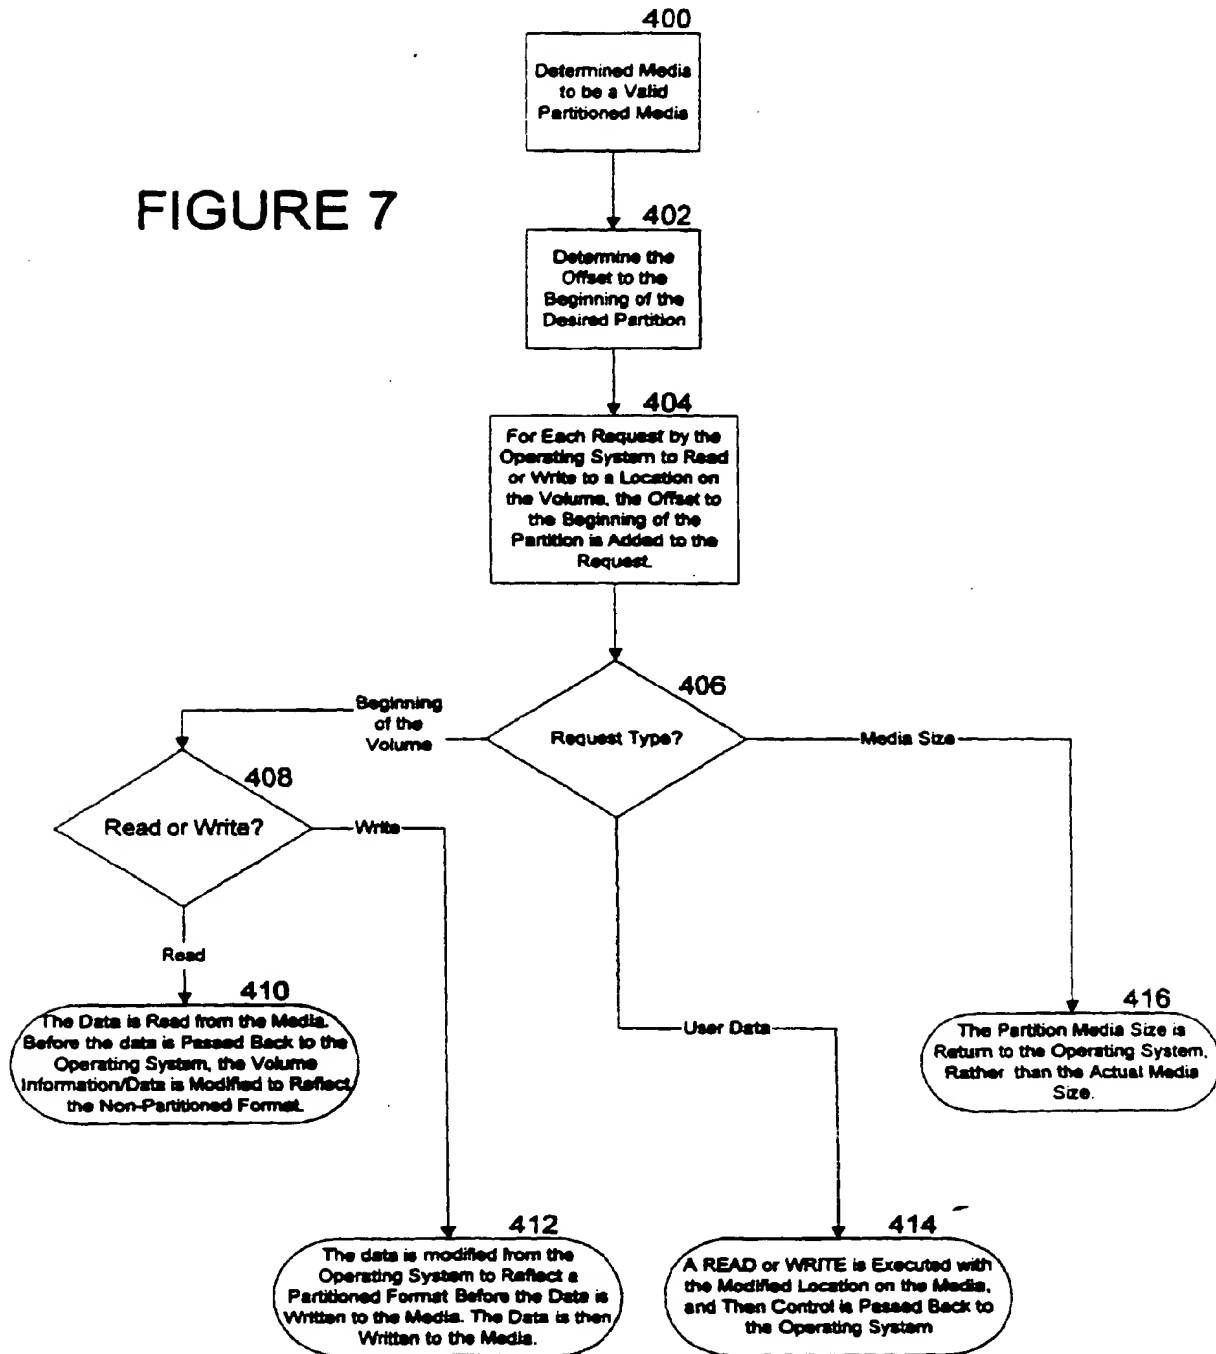 400
Determined Media
to be a Valid
Partitioned Media
FIGURE 7
402
Determine the
Offset to the
Beginning of the
Desired Partition
404
For Each Request by the
Operating System to Read
or Write to a Location on
the Volume, the Offset to
the Beginning of the
Partition is Added to the
Request.
406
Request Type?
Beginning
of the
Volume
Media Size
408
Read or Write?
Write
Read
User Data
410
The Data is Read from the Media.
Before the data is Passed Back to the
Operating System, the Volume
Information/Data is Modified to Reflect
the Non-Partitioned Format.
416
The Partition Media Size is
Return to the Operating System,
Rather than the Actual Media
Size.
412
The data is modified from the
Operating System to Reflect a
Partitioned Format Before the Data is
Written to the Media. The Data is then
Written to the Media.
414
A READ or WRITE is Executed with
the Modified Location on the Media,
and Then Control is Passed Back to
the Operating System